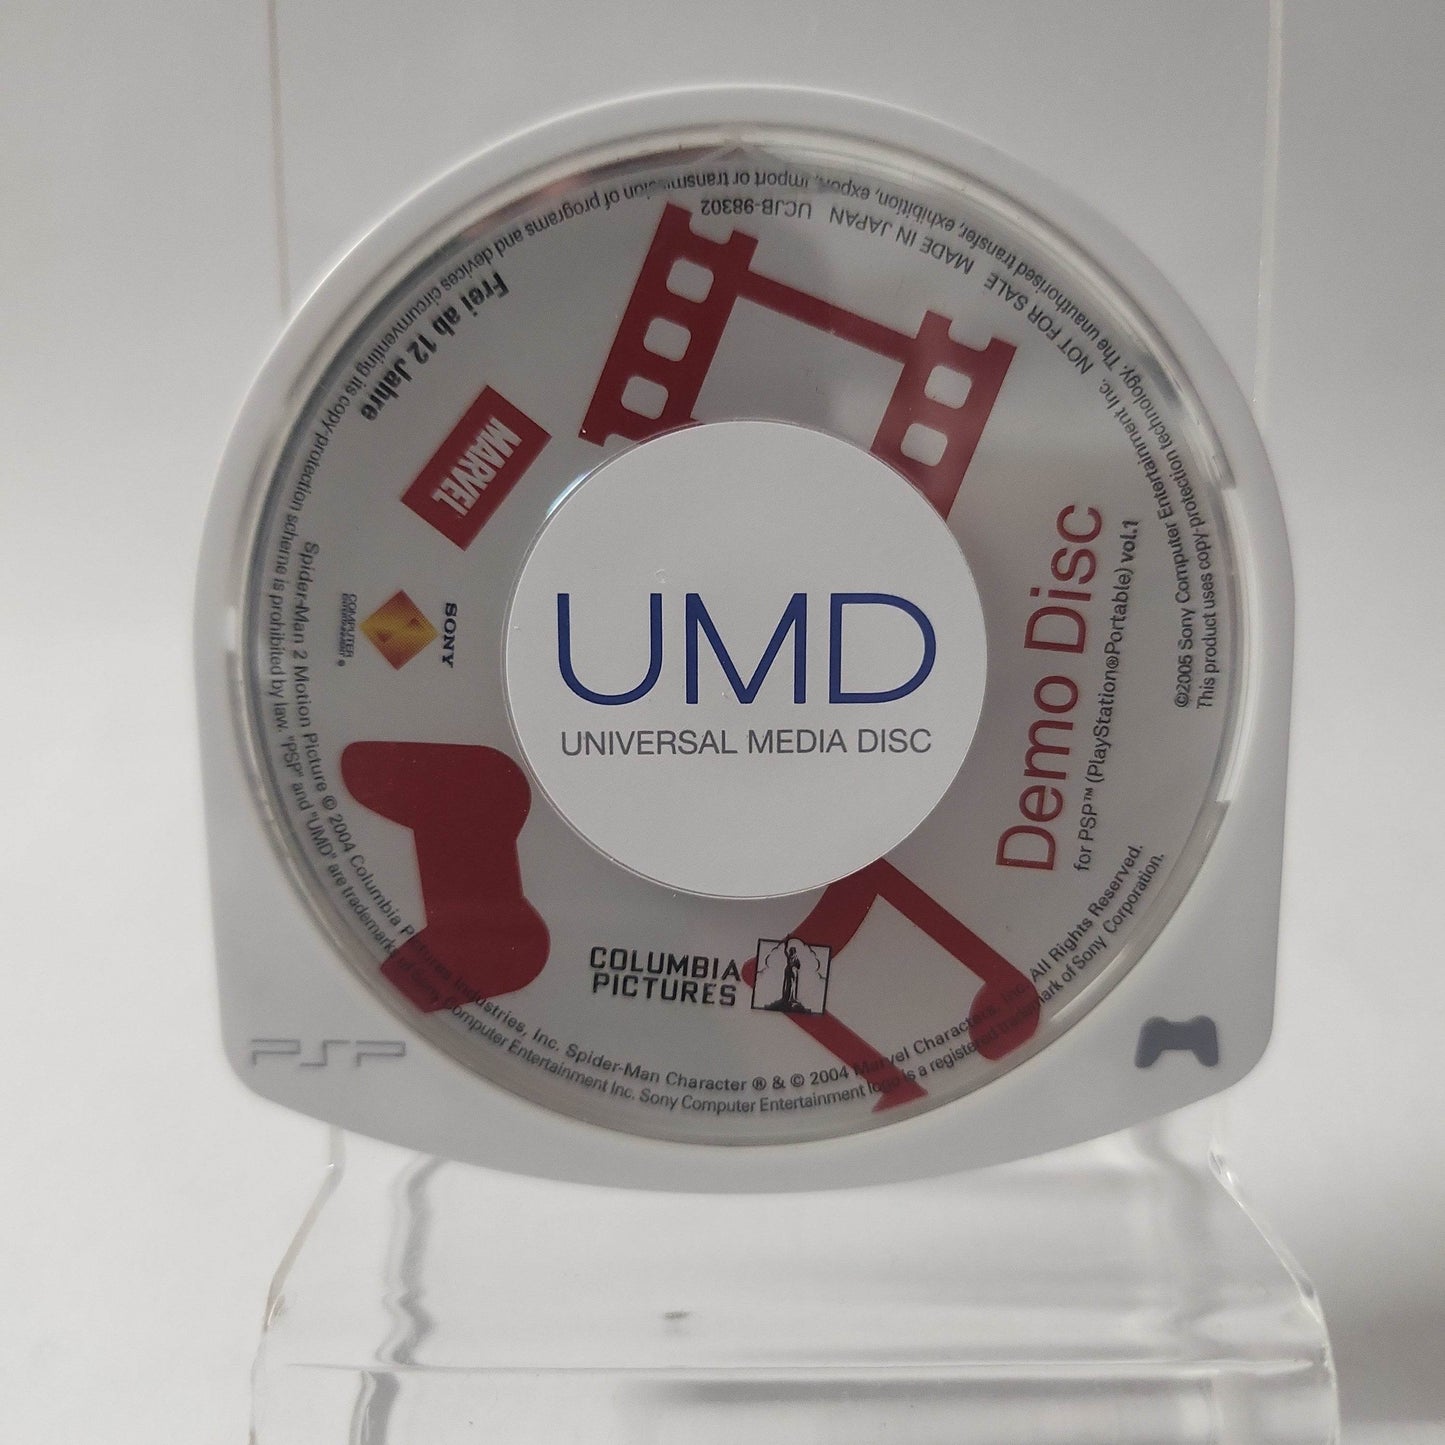 UMD
UNIVERSAL MEDIA DISC
Demo Disc
for PSP™ (PlayStation®Portable) vol.1
COLUMBIA
PICTURES
SONY
COMPUTER
ENTERTAINMENT ®
MARVEL
Frei ab 12 Jahre
NOT FOR SALE MADE IN JAPAN UCJB-98302
Spider-Man 2 Motion Picture © 2004 Columbia Pictures Industries, Inc. Spider-Man Character ® & © 2004 Marvel Characters, Inc. All Rights Reserved.
©2005 Sony Computer Entertainment Inc.
This product uses copy-protection technology. The unauthorised transfer, exhibition, export, import or transmission of programs and devices circumventing its copy-protection scheme is prohibited by law. "PSP" and "UMD" are trademarks of Sony Computer Entertainment Inc. Sony Computer Entertainment logo is a registered trademark of Sony Corporation.
PSP